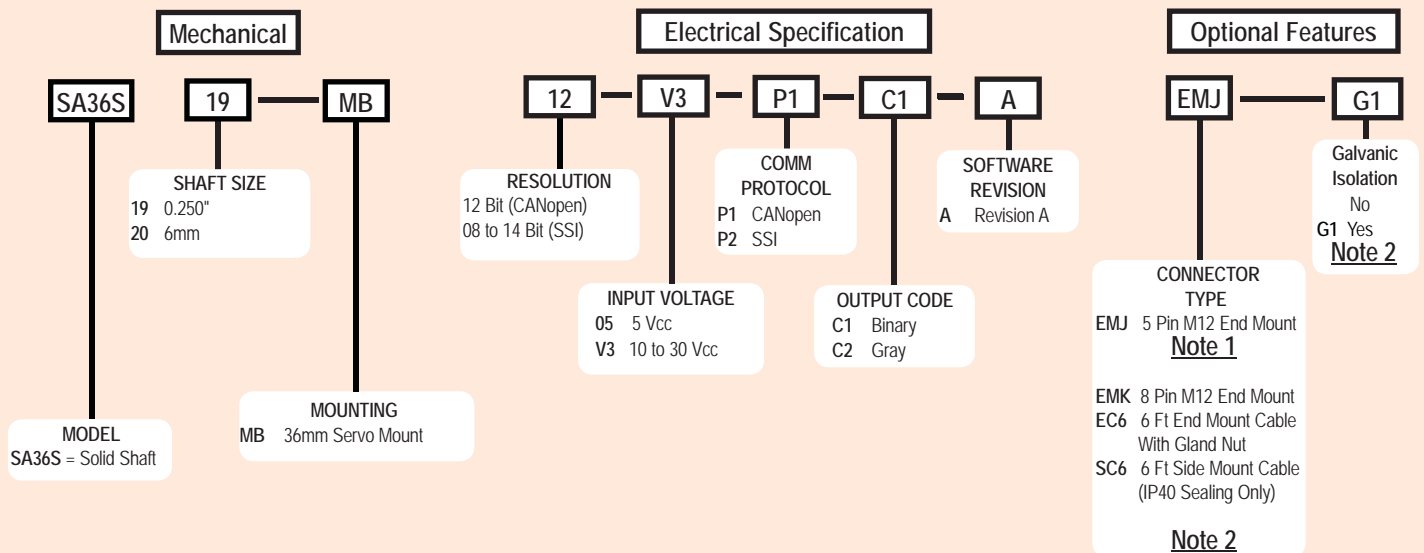 Mechanical
Electrical Specification
Optional Features
SA36S
19
MB
12
V3
P1
C1
A
EMJ
G1
SHAFT SIZE
19 0.250"
20 6mm
RESOLUTION
12 Bit (CANopen)
08 to 14 Bit (SSI)
COMM
PROTOCOL
P1 CANopen
P2 SSI
SOFTWARE
REVISION
A Revision A
Galvanic
Isolation
No
G1 Yes
Note 2
INPUT VOLTAGE
05 5 Vcc
V3 10 to 30 Vcc
OUTPUT CODE
C1 Binary
C2 Gray
CONNECTOR
TYPE
EMJ 5 Pin M12 End Mount
Note 1
EMK 8 Pin M12 End Mount
EC6 6 Ft End Mount Cable
With Gland Nut
SC6 6 Ft Side Mount Cable
(IP40 Sealing Only)
Note 2
MODEL
SA36S = Solid Shaft
MOUNTING
MB 36mm Servo Mount